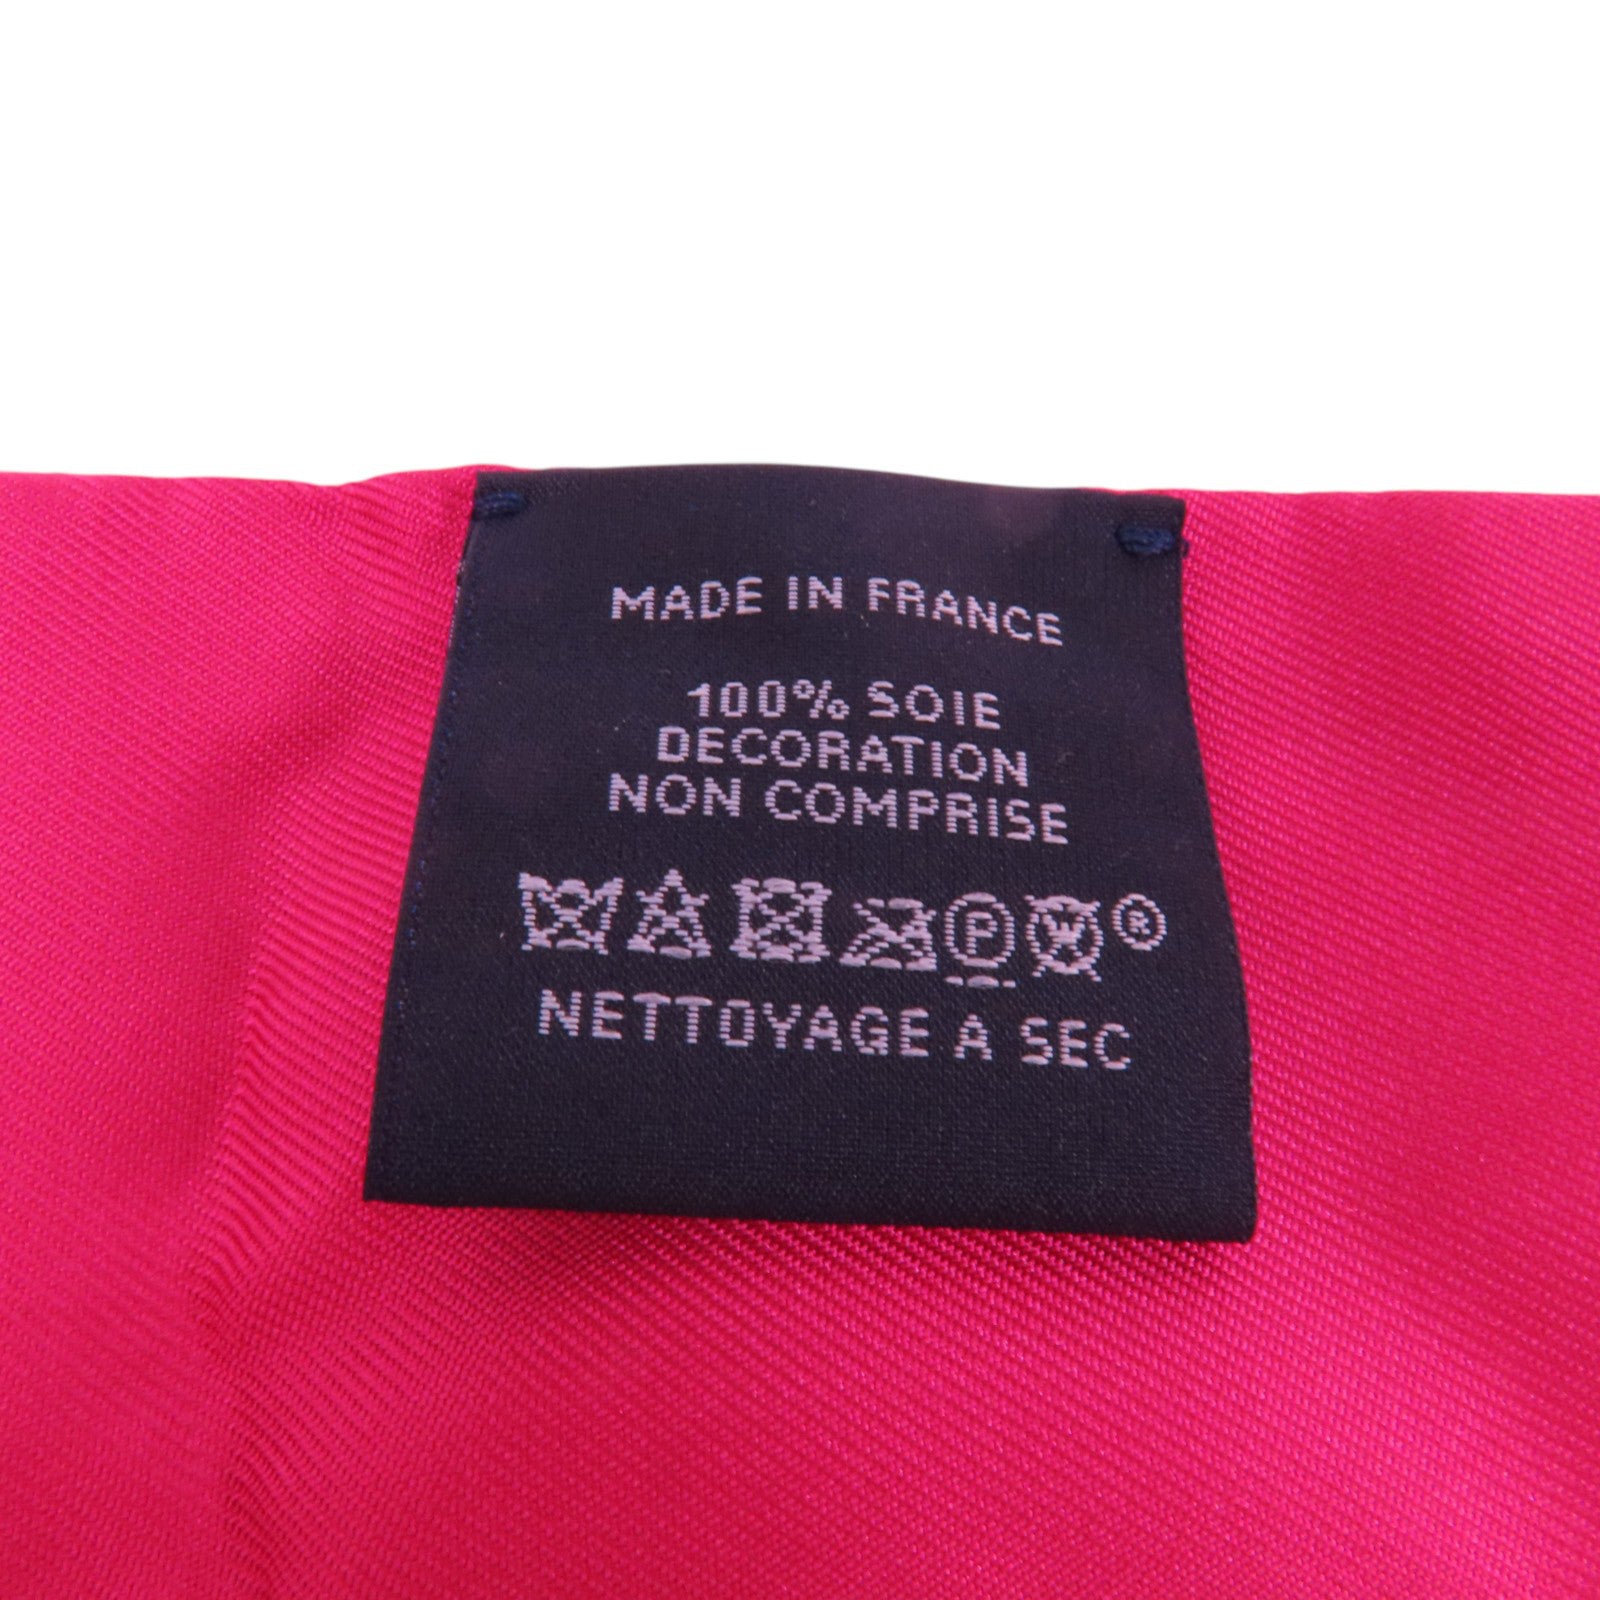 MADE IN FRANCE
100% SOIE
DECORATION
NON COMPRISE
P W ®
NETTOYAGE A SEC